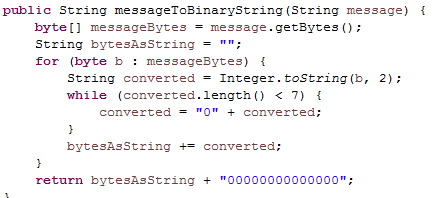 public String messageToBinaryString(String message) {
    byte[] messageBytes = message.getBytes();
    String bytesAsString = "";
    for (byte b : messageBytes) {
        String converted = Integer.toString(b, 2);
        while (converted.length() < 7) {
            converted = "0" + converted;
        }
        bytesAsString += converted;
    }
    return bytesAsString + "00000000000000";
}